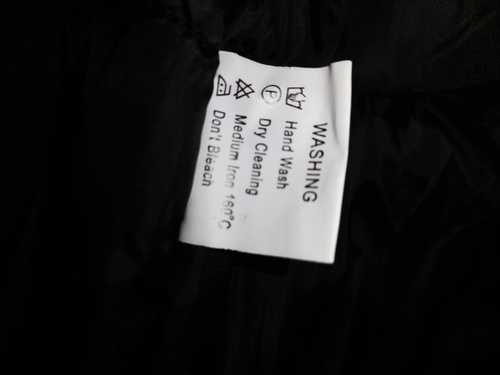 WASHING
Hand Wash
P Dry Cleaning
Medium Iron 160°C
Don't Bleach